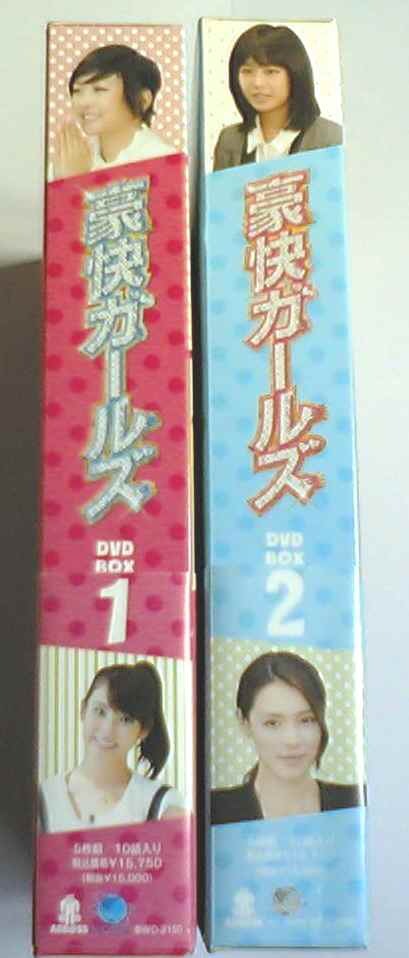 豪快ガールズ
DVD
BOX
1
5枚組 10話入り
税込価格¥15,750
(税抜¥15,000)
豪快ガールズ
DVD
BOX
2